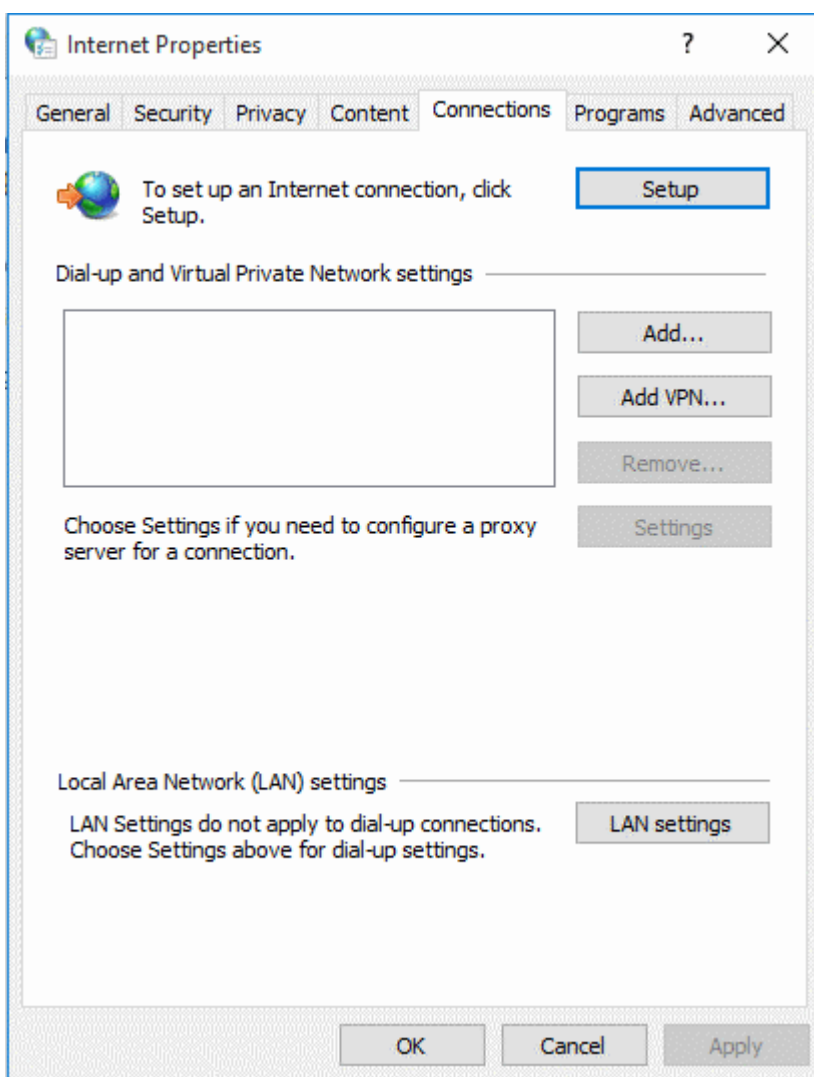 Internet Properties
?
General Security Privacy Content Connections Programs Advanced
To set up an Internet connection, click
Setup.
Setup
Dial-up and Virtual Private Network settings
Add...
Add VPN...
Remove...
Choose Settings if you need to configure a proxy
server for a connection.
Settings
Local Area Network (LAN) settings
LAN Settings do not apply to dial-up connections.
Choose Settings above for dial-up settings.
LAN settings
OK Cancel Apply